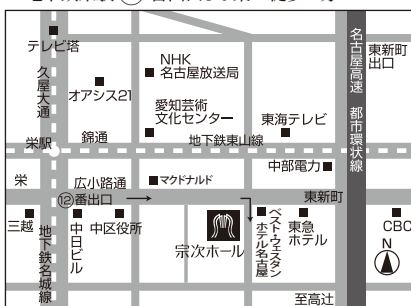 テレビ塔
久屋大通
オアシス21
NHK
名古屋放送局
愛知芸術
文化センター
東海テレビ
名古屋高速 都市環状線
東新町
出口
栄駅
錦通
地下鉄東山線
中部電力
栄
広小路通
マクドナルド
東新町
⑫番出口
三越
地下鉄名城線
中日ビル
中区役所
宗次ホール
ベスト・ウェスタン
ホテル名古屋
東急
ホテル
CBC
N
至高辻